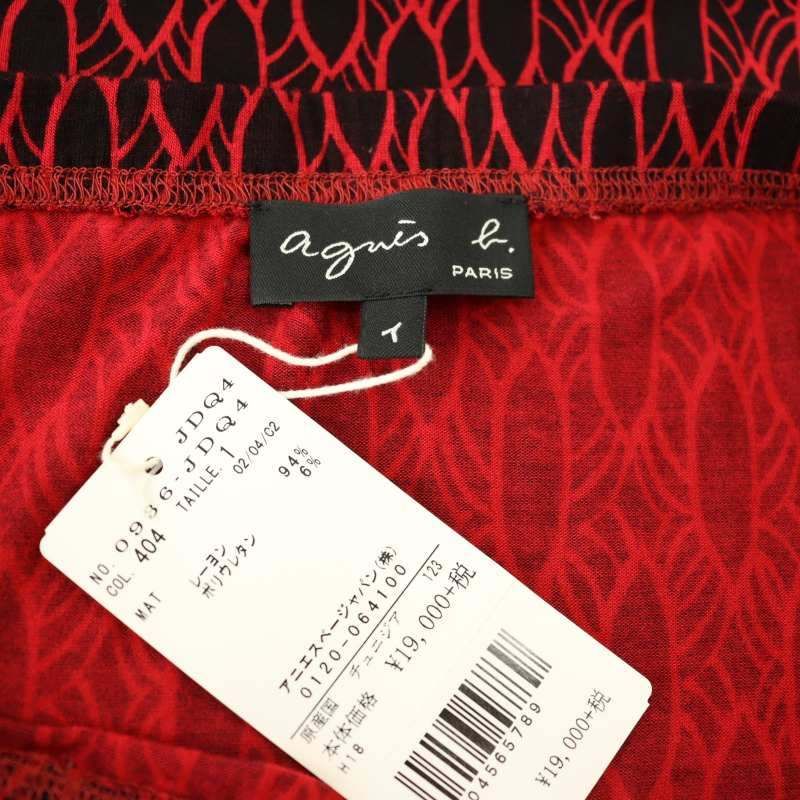 agnès b.
PARIS
1
JDQ4
NO. 0936-JDQ4
COL. 404 TAILLE. 1
02/04/02
MAT
レーヨン 94%
ポリウレタン 6%
アニエスベージャパン(株)
0120-064100
原産国 チュニジア 123
本体価格 ¥19,000+税
H18
04565789
¥19,000+税